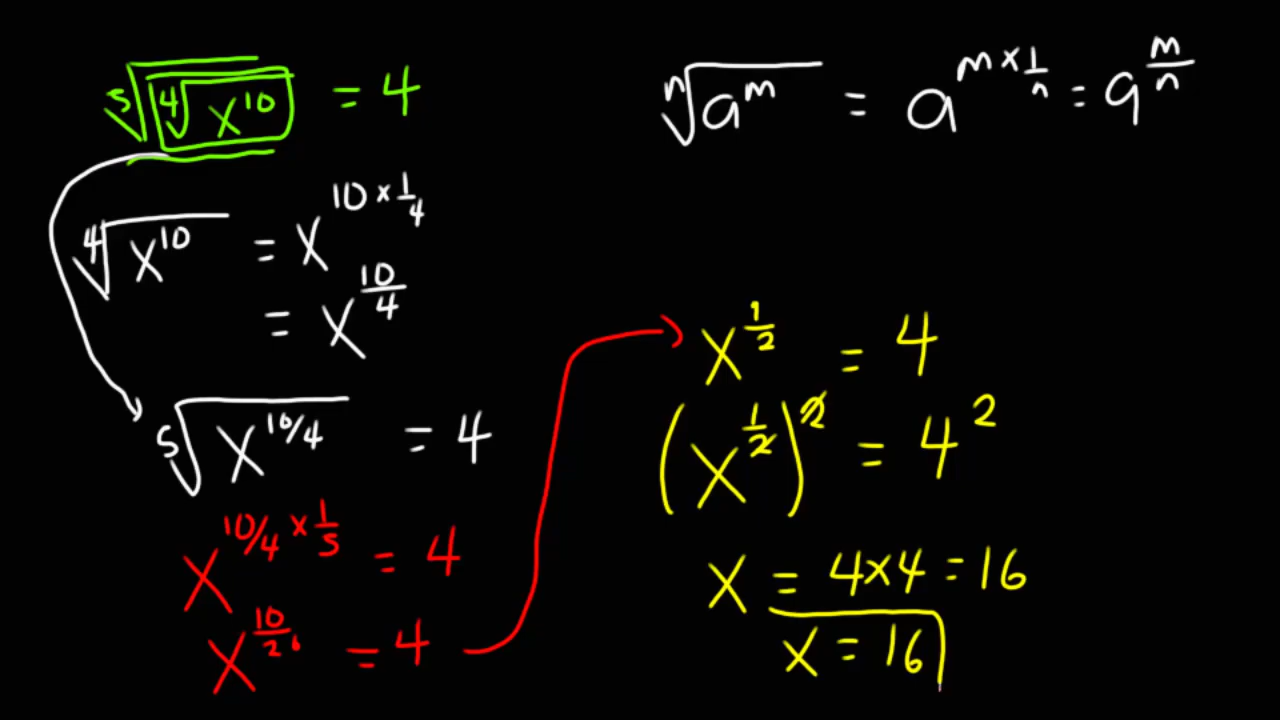 ⁵√(⁴√(x¹⁰)) = 4
⁴√(x¹⁰) = x^(10 × 1/4)
= x^(10/4)
⁵√(x^(10/4)) = 4
x^(10/4 × 1/5) = 4
x^(10/20) = 4
ⁿ√(a^m) = a^(m × 1/n) = a^(m/n)
x^(1/2) = 4
(x^(1/2))² = 4²
x = 4×4 = 16
x = 16